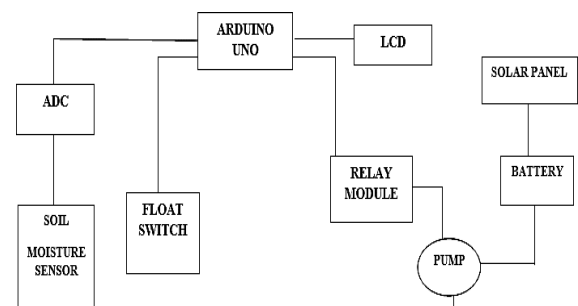 ARDUINO
UNO
LCD
SOLAR PANEL
ADC
RELAY
MODULE
BATTERY
FLOAT
SWITCH
SOIL
MOISTURE
SENSOR
PUMP